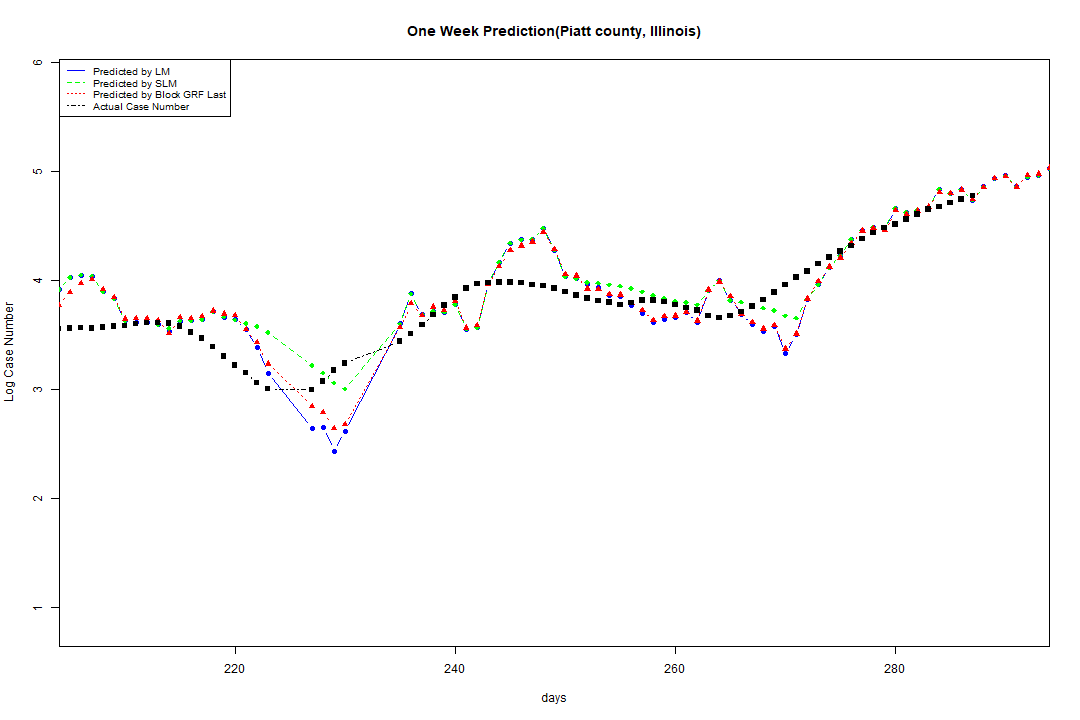 One Week Prediction(Piatt county, Illinois)
Predicted by LM
Predicted by SLM
Predicted by Block GRF Last
Actual Case Number
6
5
4
3
2
1
Log Case Number
220 240 260 280
days